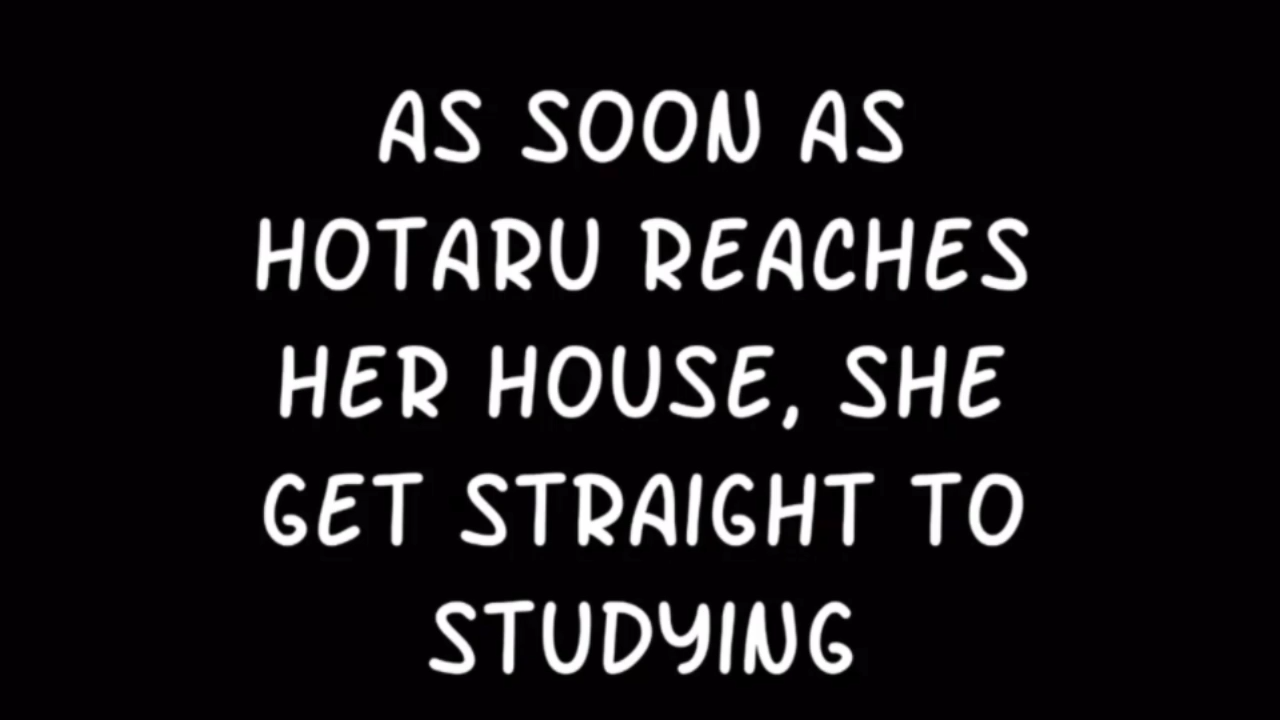 AS SOON AS
HOTARU REACHES
HER HOUSE, SHE
GET STRAIGHT TO
STUDYING